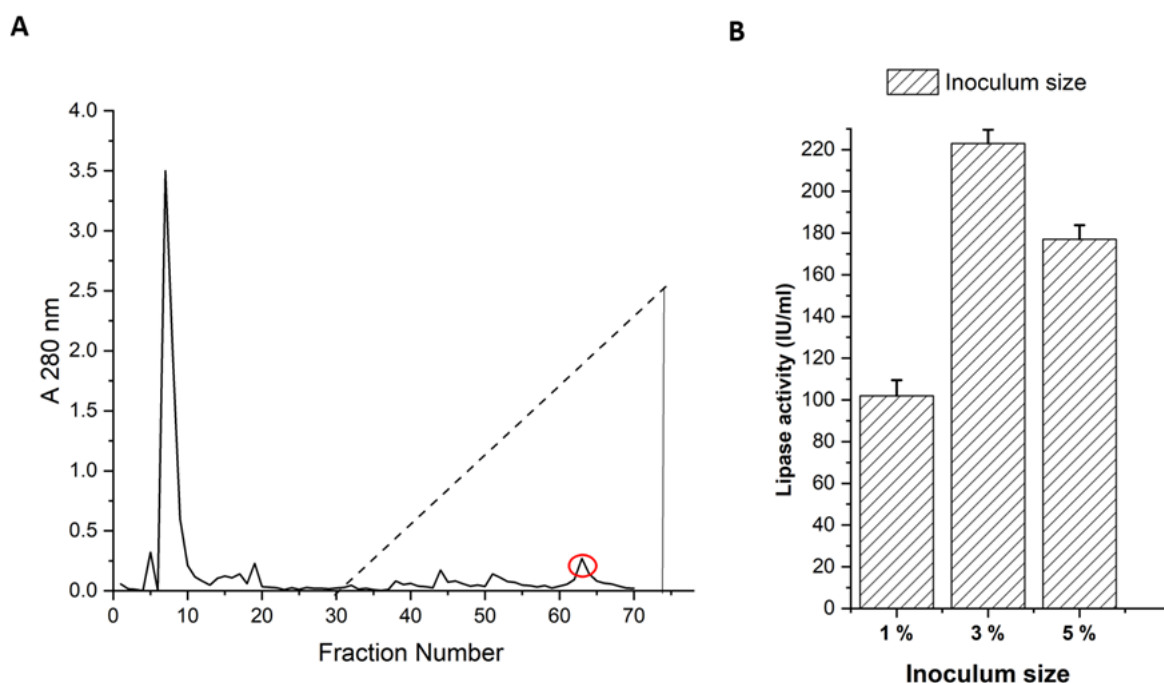 A
4.0
3.5
3.0
2.5
2.0
1.5
1.0
0.5
0.0
A 280 nm
0 10 20 30 40 50 60 70
Fraction Number
B
Inoculum size
220
200
180
160
140
120
100
80
60
40
20
0
Lipase activity (IU/ml)
1 % 3 % 5 %
Inoculum size